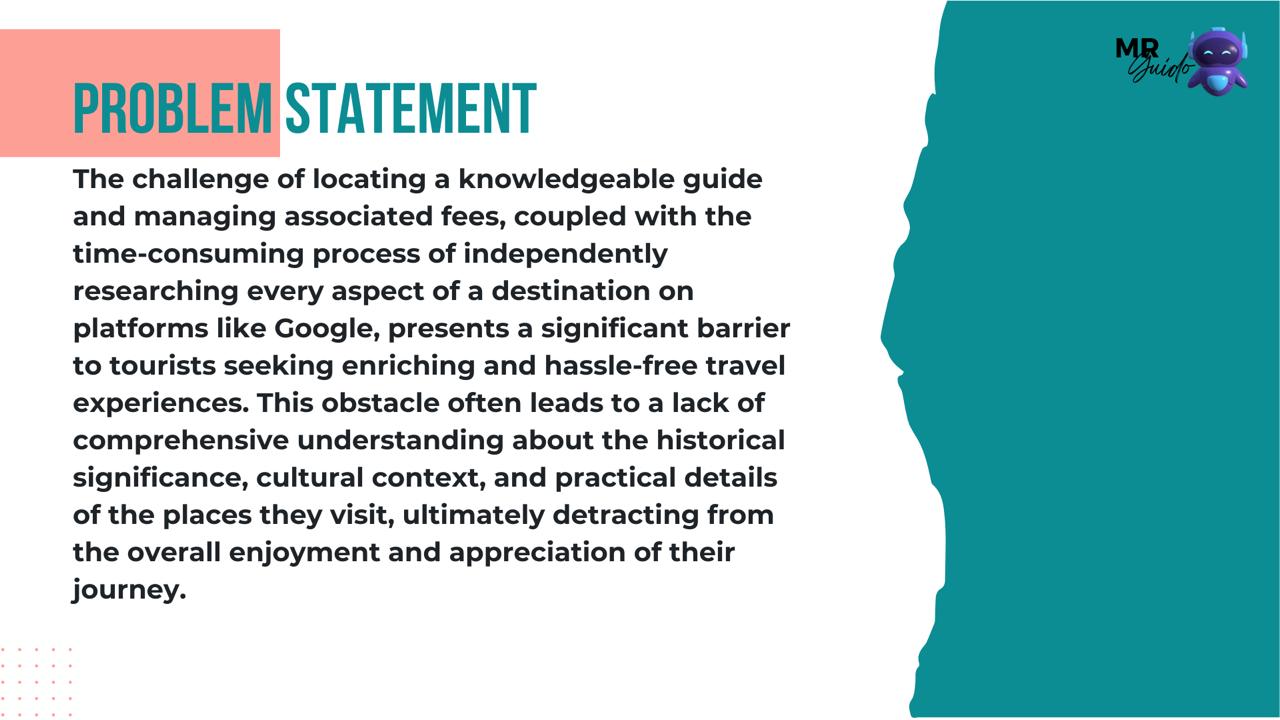 MR
Guido
PROBLEM STATEMENT
The challenge of locating a knowledgeable guide
and managing associated fees, coupled with the
time-consuming process of independently
researching every aspect of a destination on
platforms like Google, presents a significant barrier
to tourists seeking enriching and hassle-free travel
experiences. This obstacle often leads to a lack of
comprehensive understanding about the historical
significance, cultural context, and practical details
of the places they visit, ultimately detracting from
the overall enjoyment and appreciation of their
journey.